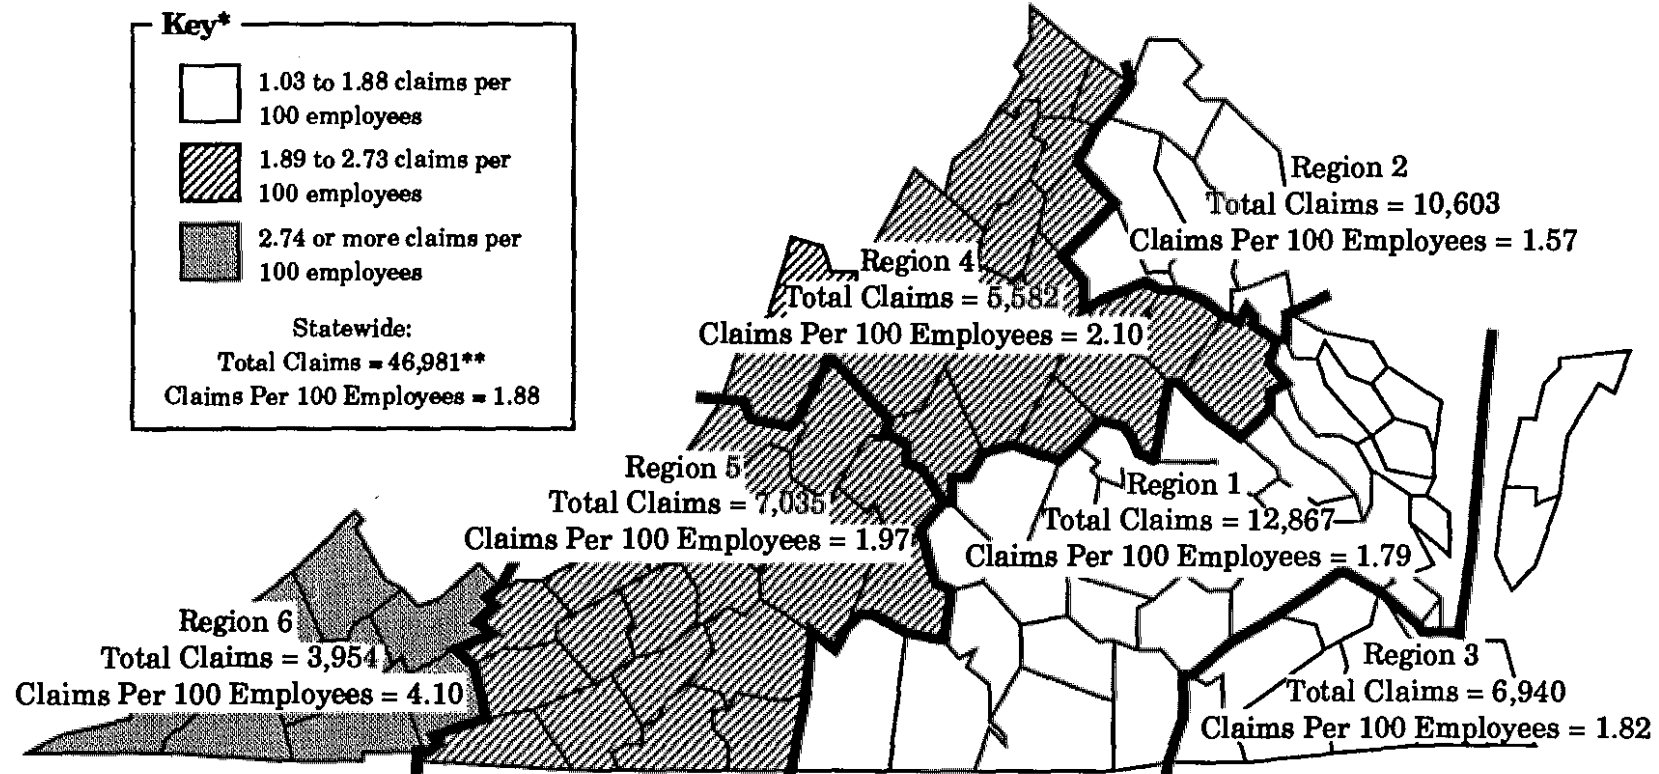 Key*
1.03 to 1.88 claims per
100 employees
1.89 to 2.73 claims per
100 employees
2.74 or more claims per
100 employees
Statewide:
Total Claims = 46,981**
Claims Per 100 Employees = 1.88
Region 2
Total Claims = 10,603
Claims Per 100 Employees = 1.57
Region 4
Total Claims = 5,582
Claims Per 100 Employees = 2.10
Region 5
Total Claims = 7,035
Claims Per 100 Employees = 1.97
Region 1
Total Claims = 12,867
Claims Per 100 Employees = 1.79
Region 6
Total Claims = 3,954
Claims Per 100 Employees = 4.10
Region 3
Total Claims = 6,940
Claims Per 100 Employees = 1.82